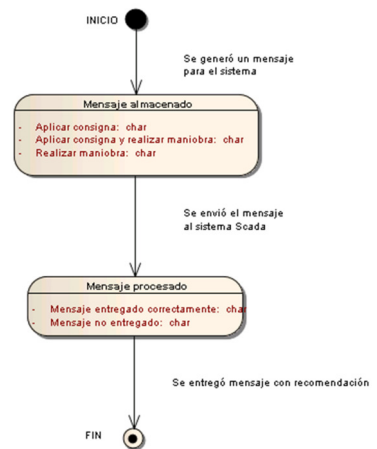 INICIO
Se generó un mensaje
para el sistema
Mensaje almacenado
- Aplicar consigna: char
- Aplicar consigna y realizar maniobra: char
- Realizar maniobra: char
Se envió el mensaje
al sistema Scada
Mensaje procesado
- Mensaje entregado correctamente: char
- Mensaje no entregado: char
Se entregó mensaje con recomendación
FIN